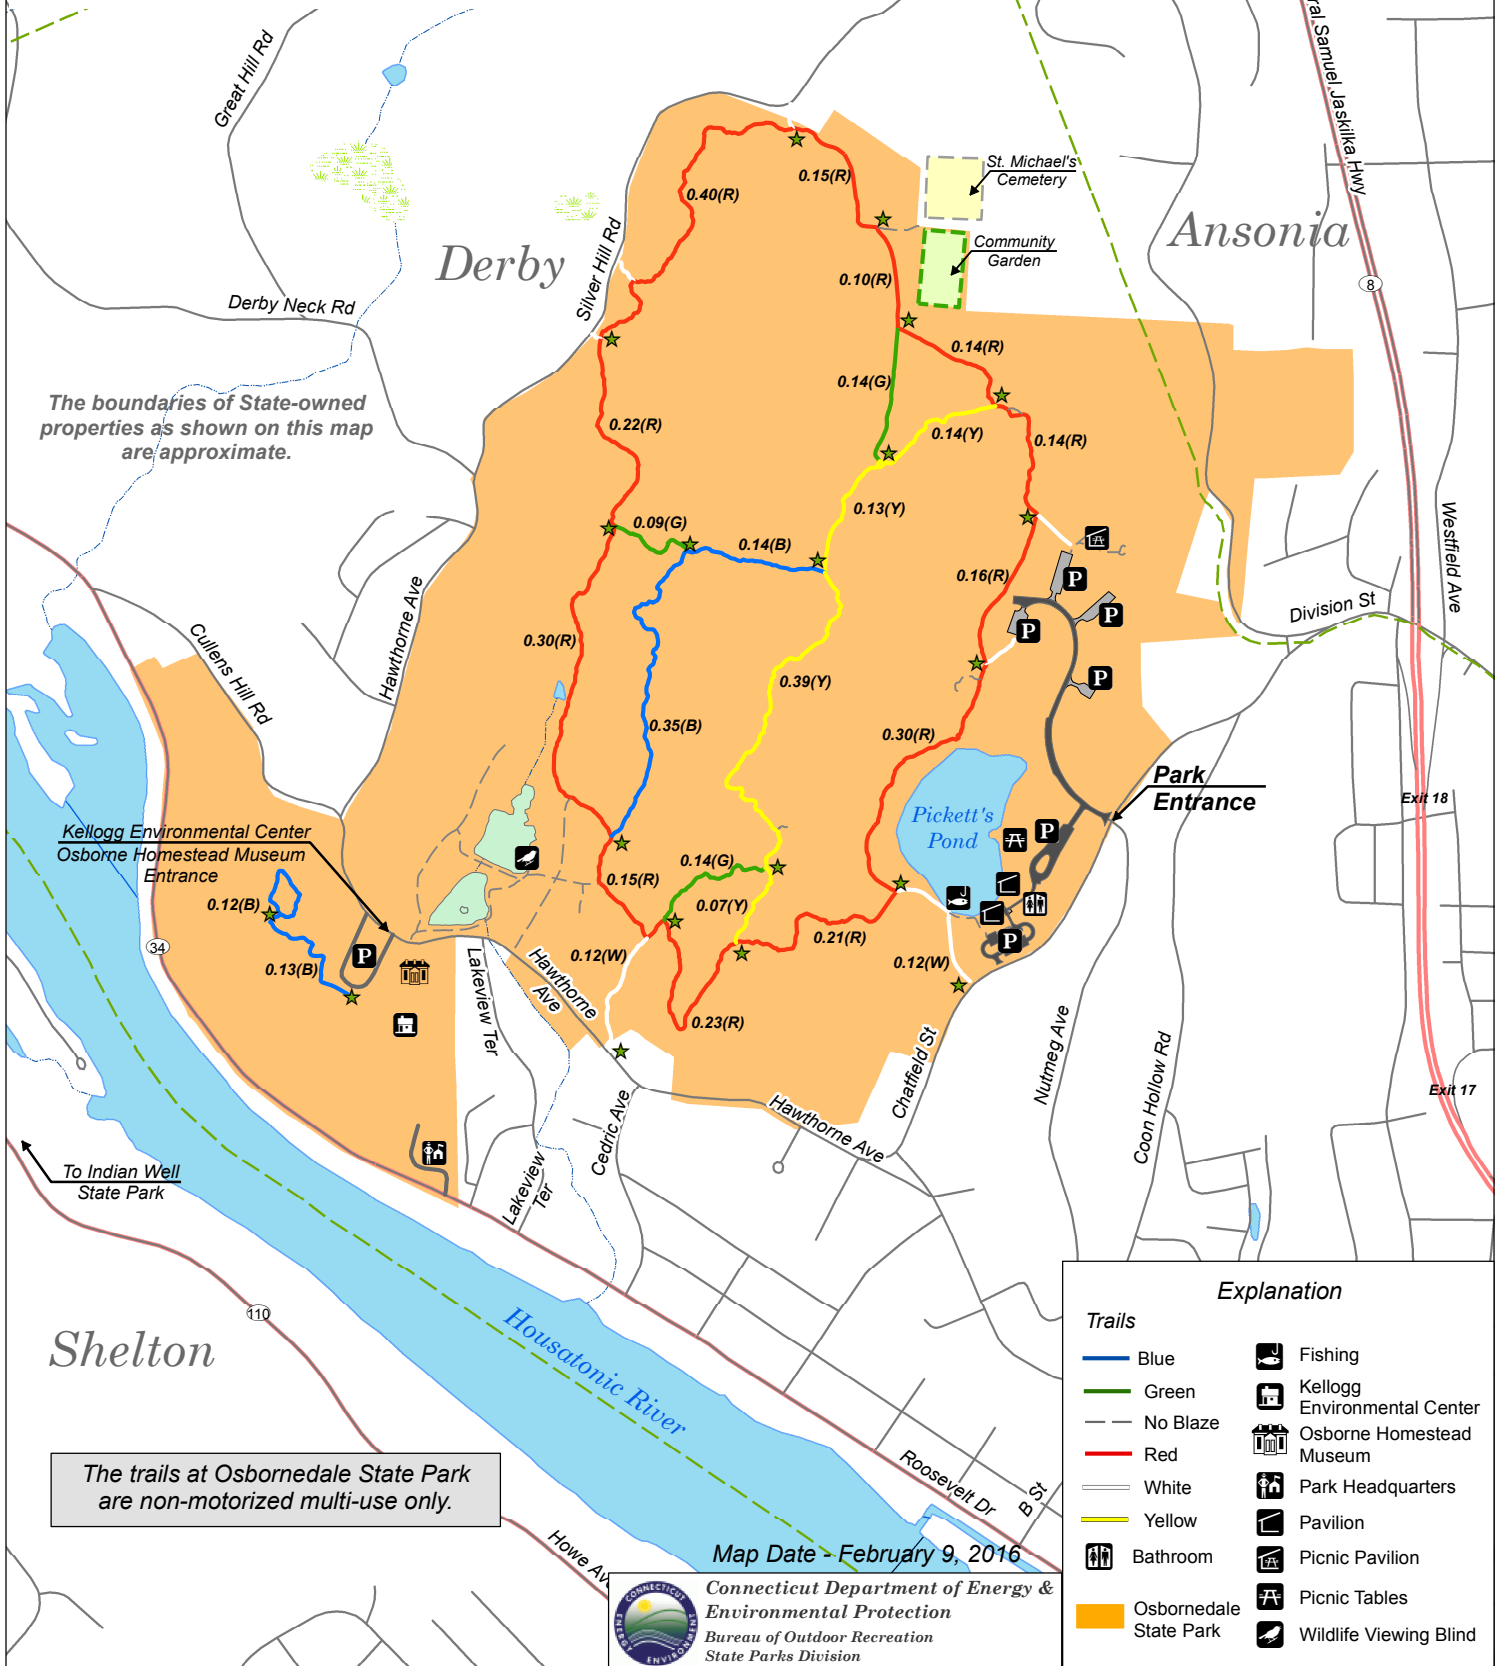 Great Hill Rd
ral Samuel Jaskilka Hwy
St. Michael's
Cemetery
0.15(R)
0.40(R)
Ansonia
Derby
Silver Hill Rd
Community
Garden
0.10(R)
8
Derby Neck Rd
0.14(R)
0.14(G)
The boundaries of State-owned
properties as shown on this map
are approximate.
0.22(R)
0.14(Y)
0.14(R)
0.13(Y)
0.09(G)
0.14(B)
Westfield Ave
0.16(R)
P
P
P
Division St
Hawthorne Ave
Cullens Hill Rd
0.30(R)
0.39(Y)
P
0.35(B)
0.30(R)
Park
Entrance
Exit 18
Pickett's
Pond
P
Kellogg Environmental Center
Osborne Homestead Museum
Entrance
0.14(G)
0.15(R)
0.12(B)
0.07(Y)
0.21(R)
P
34
P
0.13(B)
0.12(W)
0.12(W)
Lakeview Ter
Hawthorne
Ave
0.23(R)
Chatfield St
Nutmeg Ave
Coon Hollow Rd
Exit 17
Cedric Ave
Hawthorne Ave
To Indian Well
State Park
Lakeview
Ter
110
Shelton
Housatonic River
Roosevelt Dr
B St
The trails at Osbornedale State Park
are non-motorized multi-use only.
Howe Av
Map Date - February 9, 2016
Connecticut Department of Energy &
Environmental Protection
Bureau of Outdoor Recreation
State Parks Division
CONNECTICUT
ENERGY
ENVIRONMENT
Explanation
Trails
Blue
Green
No Blaze
Red
White
Yellow
Bathroom
Osbornedale
State Park
Fishing
Kellogg
Environmental Center
Osborne Homestead
Museum
Park Headquarters
Pavilion
Picnic Pavilion
Picnic Tables
Wildlife Viewing Blind